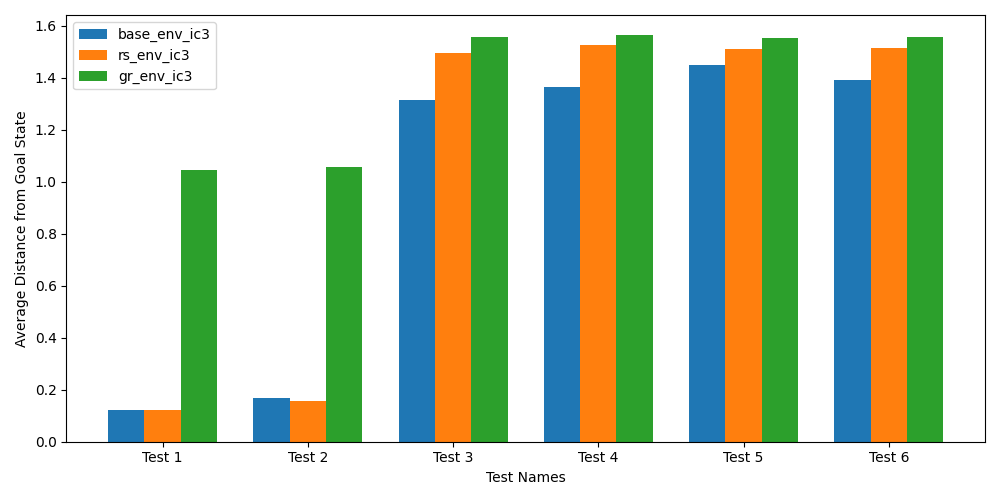 base_env_ic3
rs_env_ic3
gr_env_ic3
Average Distance from Goal State
1.6
1.4
1.2
1.0
0.8
0.6
0.4
0.2
0.0
Test 1 Test 2 Test 3 Test 4 Test 5 Test 6
Test Names